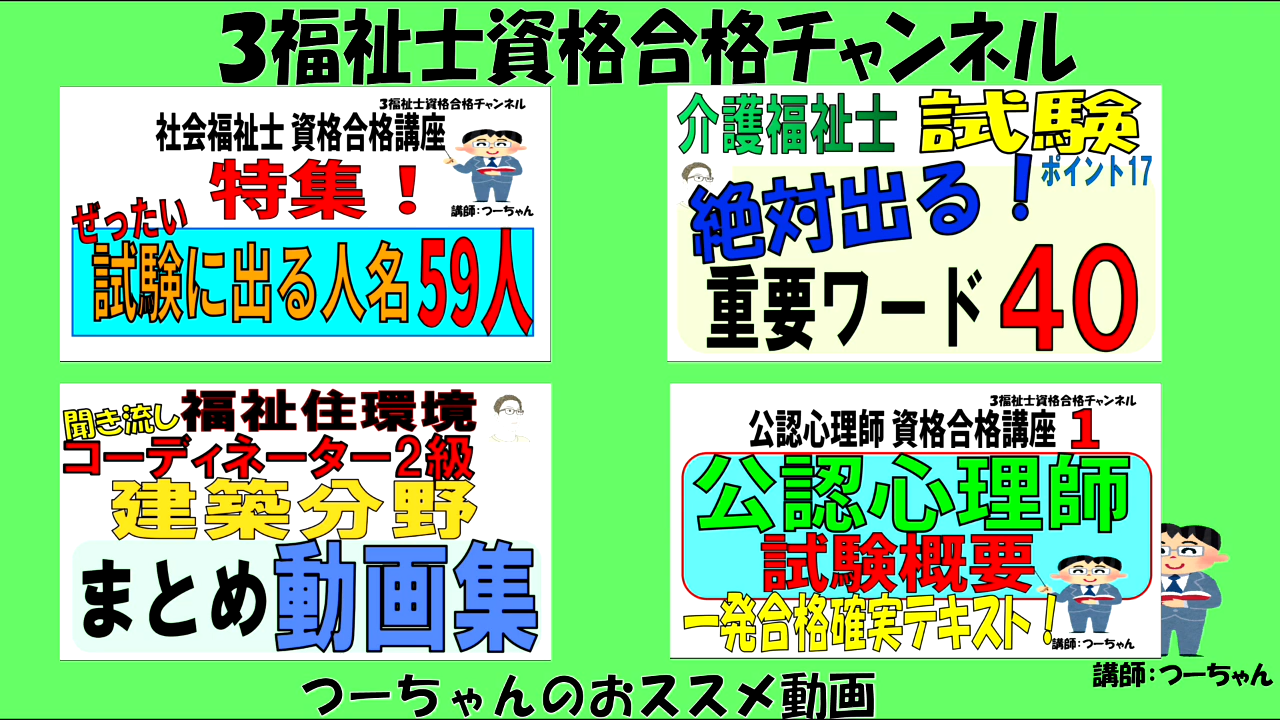 3福祉士資格合格チャンネル
3福祉士資格合格チャンネル
社会福祉士 資格合格講座
特集！
講師：つーちゃん
ぜったい
試験に出る人名59人
介護福祉士 試験
ポイント17
絶対出る！
重要ワード40
聞き流し福祉住環境
コーディネーター2級
建築分野
まとめ動画集
3福祉士資格合格チャンネル
公認心理師 資格合格講座 1
公認心理師
試験概要
一発合格確実テキスト！
講師：つーちゃん
講師：つーちゃん
つーちゃんのおススメ動画